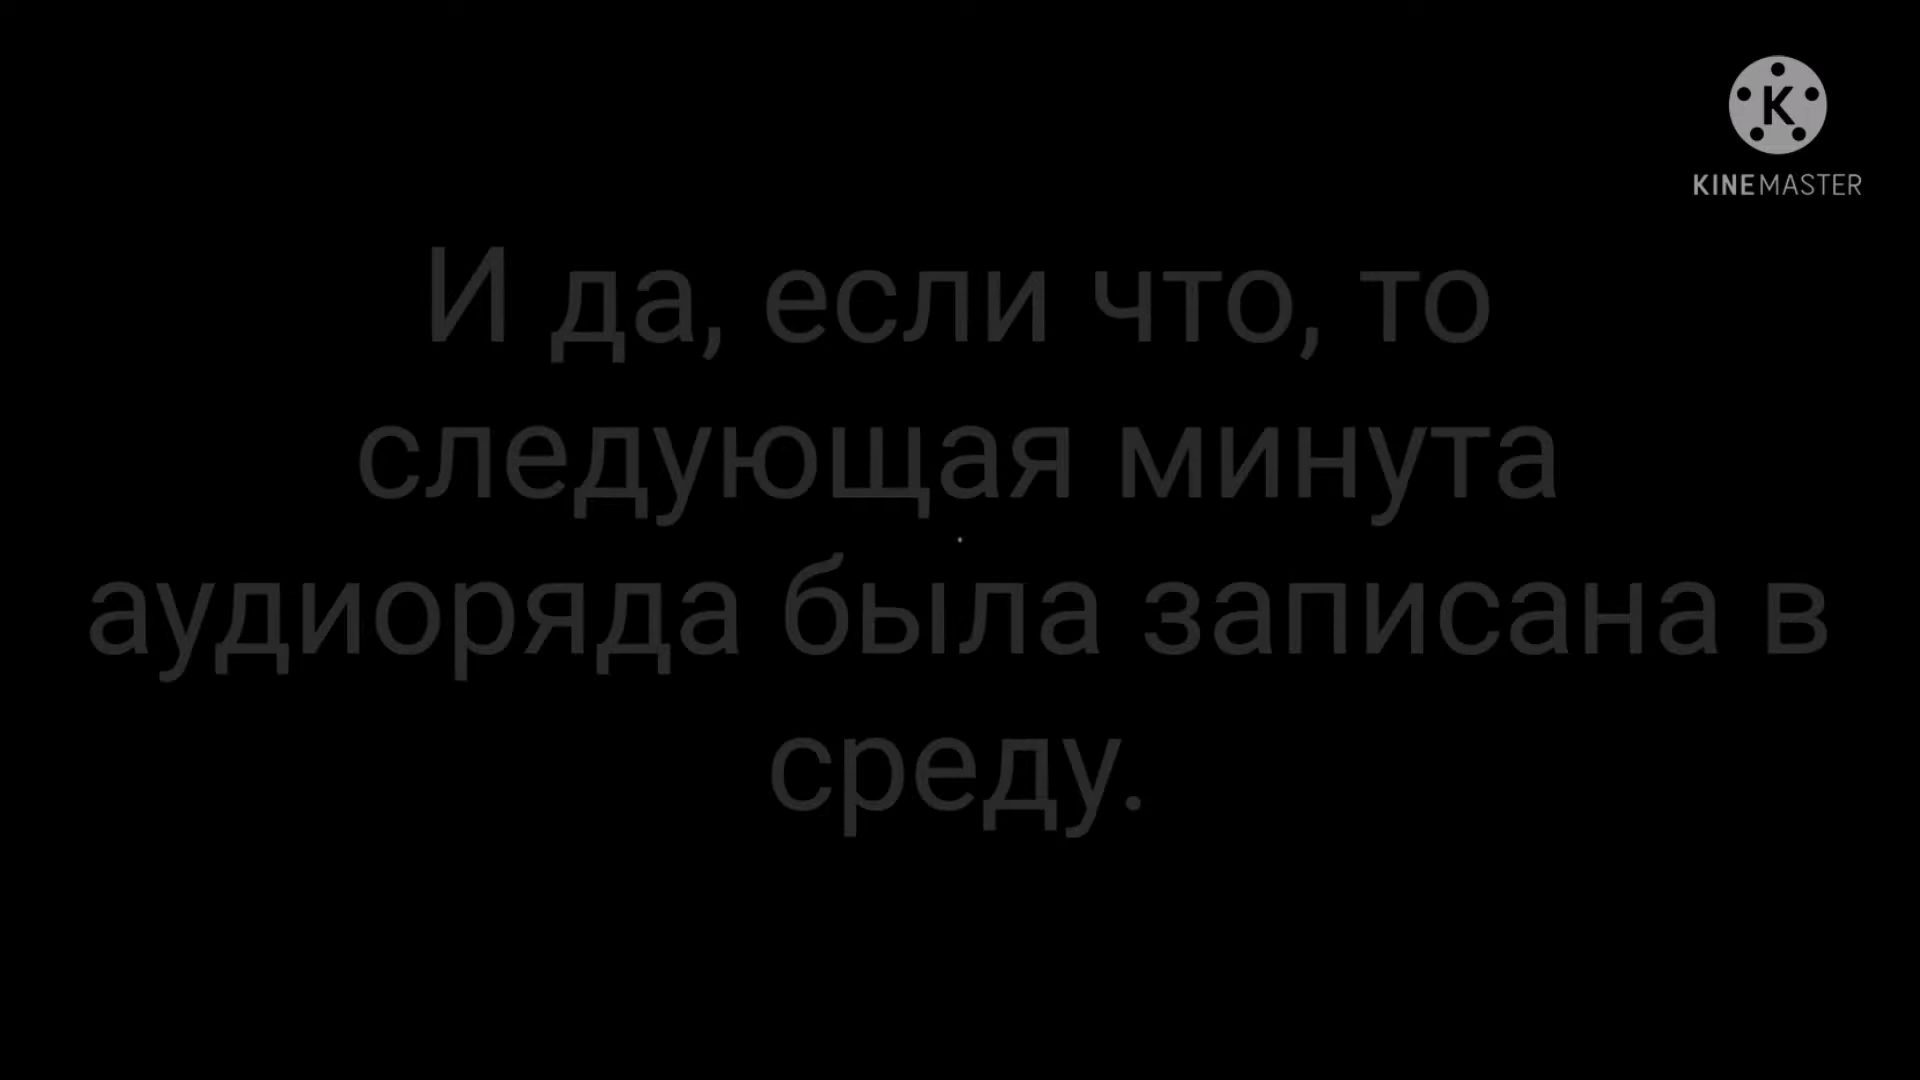 K
KINEMASTER
И да, если что, то
следующая минута
аудиоряда была записана в
среду.